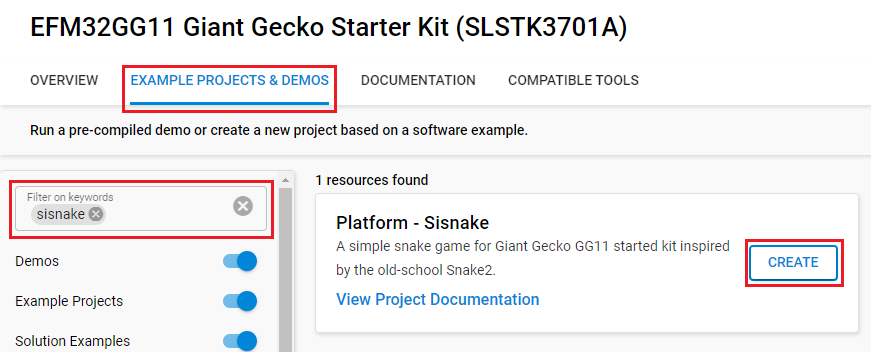 EFM32GG11 Giant Gecko Starter Kit (SLSTK3701A)
OVERVIEW EXAMPLE PROJECTS & DEMOS DOCUMENTATION COMPATIBLE TOOLS
Run a pre-compiled demo or create a new project based on a software example.
Filter on keywords
sisnake
Demos
Example Projects
Solution Examples
1 resources found
Platform - Sisnake
A simple snake game for Giant Gecko GG11 started kit inspired
by the old-school Snake2.
View Project Documentation
CREATE